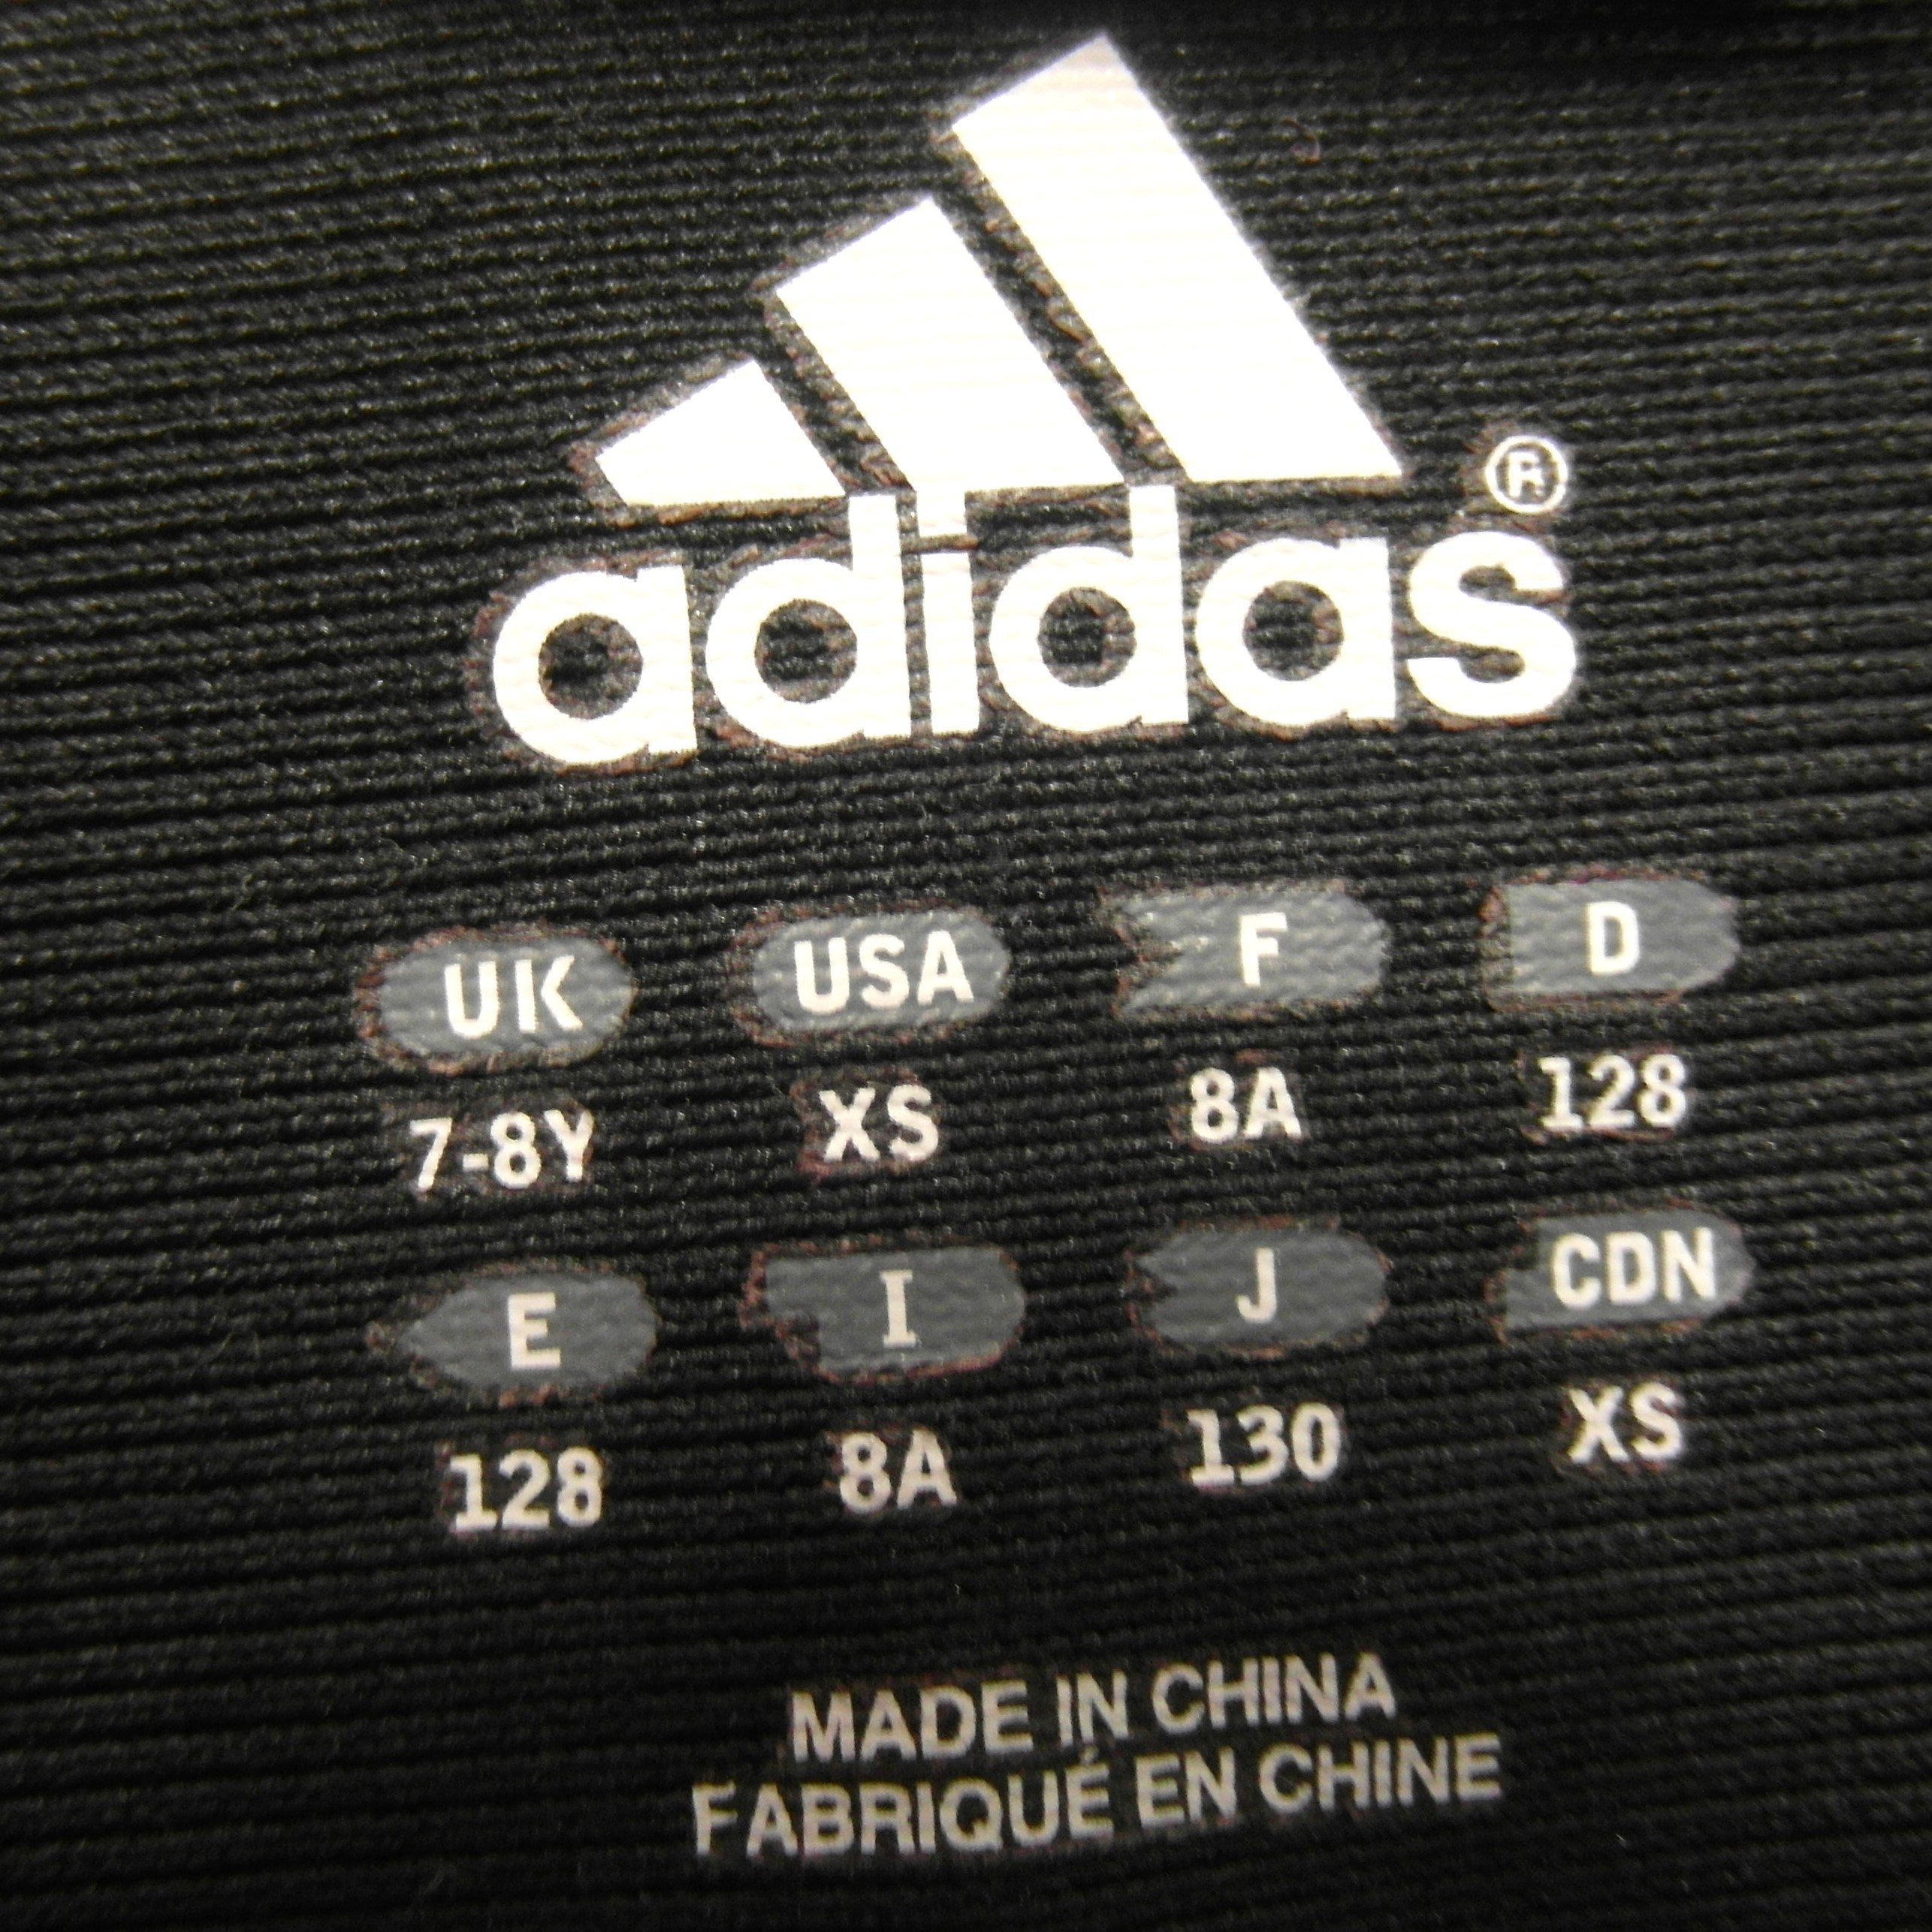 adidas®
UK USA F D
7-8Y XS 8A 128
E I J CDN
128 8A 130 XS
MADE IN CHINA
FABRIQUÉ EN CHINE